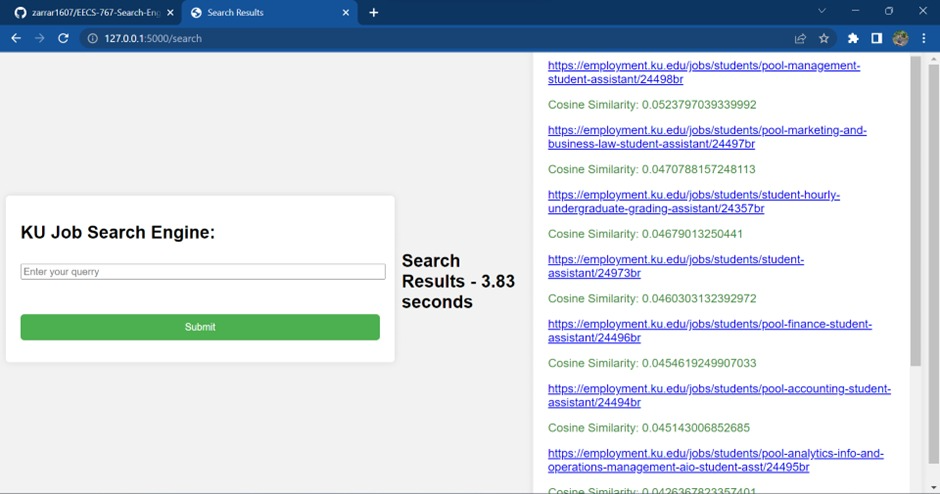 zarrar1607/EECS-767-Search-Eng
Search Results
127.0.0.1:5000/search
KU Job Search Engine:
Enter your querry
Submit
Search
Results - 3.83
seconds
https://employment.ku.edu/jobs/students/pool-management-
student-assistant/24498br
Cosine Similarity: 0.0523797039339992
https://employment.ku.edu/jobs/students/pool-marketing-and-
business-law-student-assistant/24497br
Cosine Similarity: 0.0470788157248113
https://employment.ku.edu/jobs/students/student-hourly-
undergraduate-grading-assistant/24357br
Cosine Similarity: 0.04679013250441
https://employment.ku.edu/jobs/students/student-
assistant/24973br
Cosine Similarity: 0.0460303132392972
https://employment.ku.edu/jobs/students/pool-finance-student-
assistant/24496br
Cosine Similarity: 0.0454619249907033
https://employment.ku.edu/jobs/students/pool-accounting-student-
assistant/24494br
Cosine Similarity: 0.045143006852685
https://employment.ku.edu/jobs/students/pool-analytics-info-and-
operations-management-aio-student-asst/24495br
Cosine Similarity: 0.0426367823357401